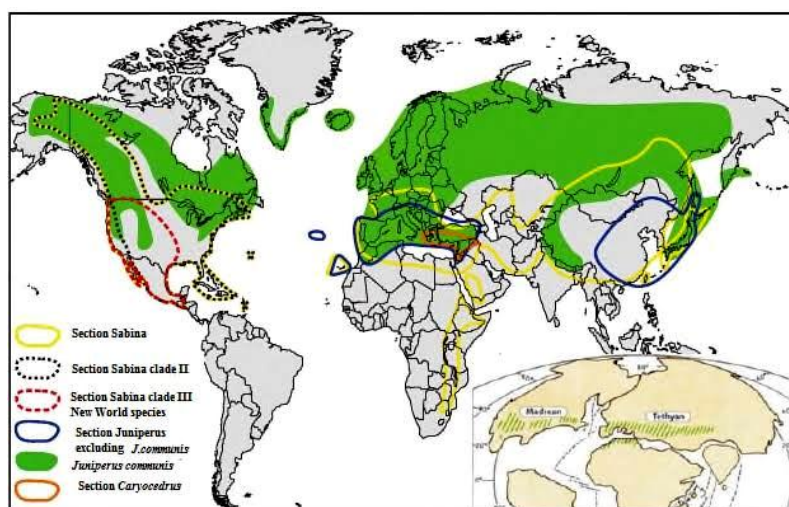 Section Sabina
Section Sabina clade II
Section Sabina clade III
New World species
Section Juniperus
excluding J.communis
Juniperus communis
Section Caryocedrus
Madrean
Tethyan